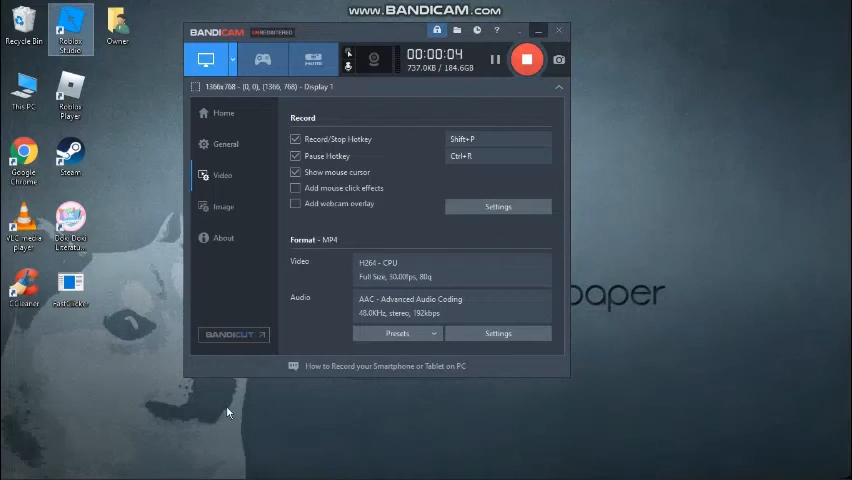 www.BANDICAM.com
Recycle Bin
Roblox Studio
Owner
This PC
Roblox Player
Google Chrome
Steam
VLC media player
Doki Doki Literatu...
CCleaner
FastClicker
BANDICAM UNREGISTERED
00:00:04
737.0KB / 184.6GB
1366x768 - (0, 0), (1366, 768) - Display 1
Home
General
Video
Image
About
BANDICUT
Record
Record/Stop Hotkey
Shift+P
Pause Hotkey
Ctrl+R
Show mouse cursor
Add mouse click effects
Add webcam overlay
Settings
Format - MP4
Video
H264 - CPU
Full Size, 30.00fps, 80q
Audio
AAC - Advanced Audio Coding
48.0KHz, stereo, 192kbps
Presets
Settings
How to Record your Smartphone or Tablet on PC
paper